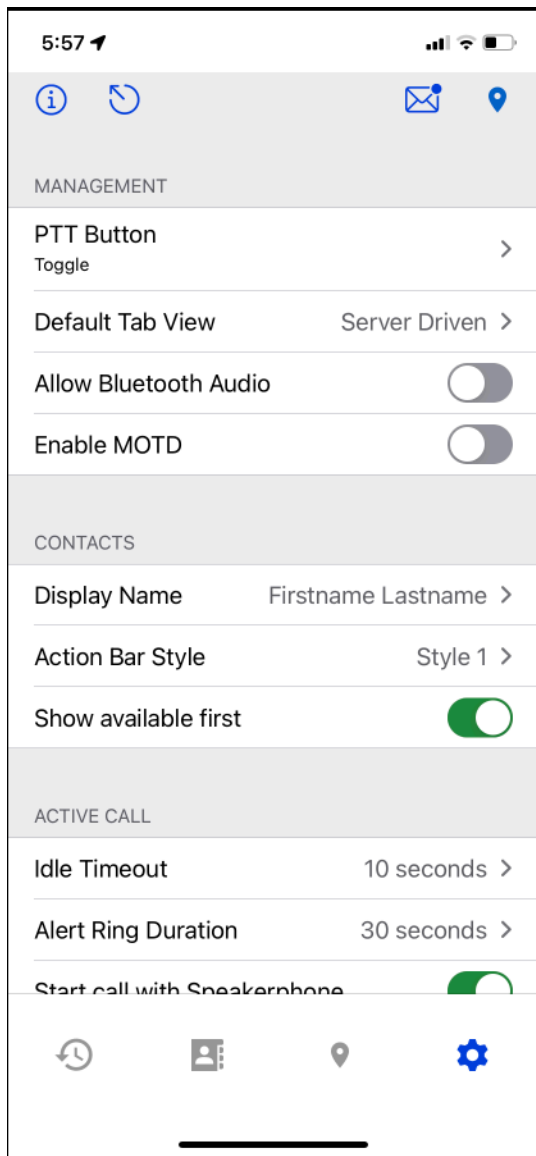 5:57
MANAGEMENT
PTT Button
Toggle
Default Tab View Server Driven
Allow Bluetooth Audio
Enable MOTD
CONTACTS
Display Name Firstname Lastname
Action Bar Style Style 1
Show available first
ACTIVE CALL
Idle Timeout 10 seconds
Alert Ring Duration 30 seconds
Start call with Speakerphone